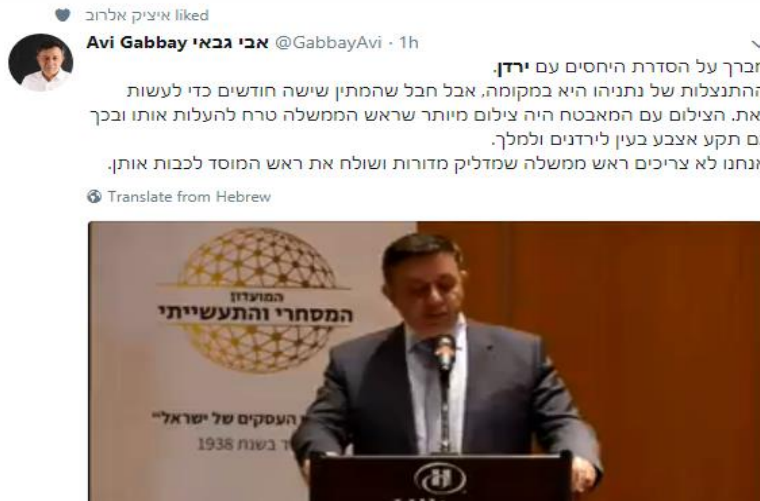 איציק אלרוב liked
Avi Gabbay אבי גבאי @GabbayAvi · 1h
מברך על הסדרת היחסים עם ירדן.
ההתנצלות של נתניהו היא במקומה, אבל חבל שהמתין שישה חודשים כדי לעשות
זאת. הצילום עם המאבטח היה צילום מיותר שראש הממשלה טרח להעלות אותו ובכך
גם תקע אצבע בעין לירדנים ולמלך.
אנחנו לא צריכים ראש ממשלה שמדליק מדורות ושולח את ראש המוסד לכבות אותן.
Translate from Hebrew
המועדון
המסחרי והתעשייתי
העסקים של ישראל"
בשנת 1938
H